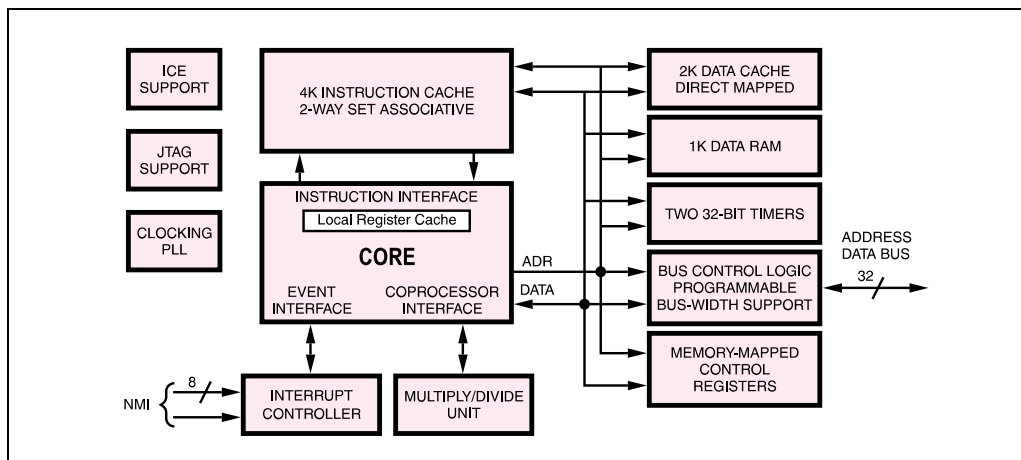 ICE
SUPPORT
JTAG
SUPPORT
CLOCKING
PLL
4K INSTRUCTION CACHE
2-WAY SET ASSOCIATIVE
INSTRUCTION INTERFACE
Local Register Cache
CORE
EVENT
INTERFACE
COPROCESSOR
INTERFACE
ADR
DATA
NMI
8
INTERRUPT
CONTROLLER
MULTIPLY/DIVIDE
UNIT
2K DATA CACHE
DIRECT MAPPED
1K DATA RAM
TWO 32-BIT TIMERS
BUS CONTROL LOGIC
PROGRAMMABLE
BUS-WIDTH SUPPORT
MEMORY-MAPPED
CONTROL
REGISTERS
ADDRESS
DATA BUS
32